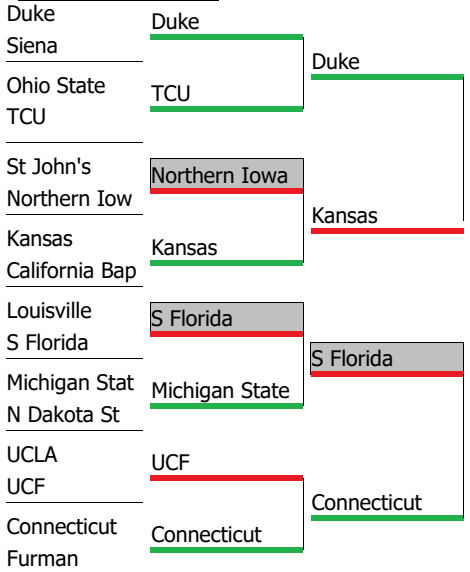 Duke
Siena
Ohio State
TCU
St John's
Northern Iow
Kansas
California Bap
Louisville
S Florida
Michigan Stat
N Dakota St
UCLA
UCF
Connecticut
Furman
Duke
TCU
Northern Iowa
Kansas
S Florida
Michigan State
UCF
Connecticut
Duke
Kansas
S Florida
Connecticut